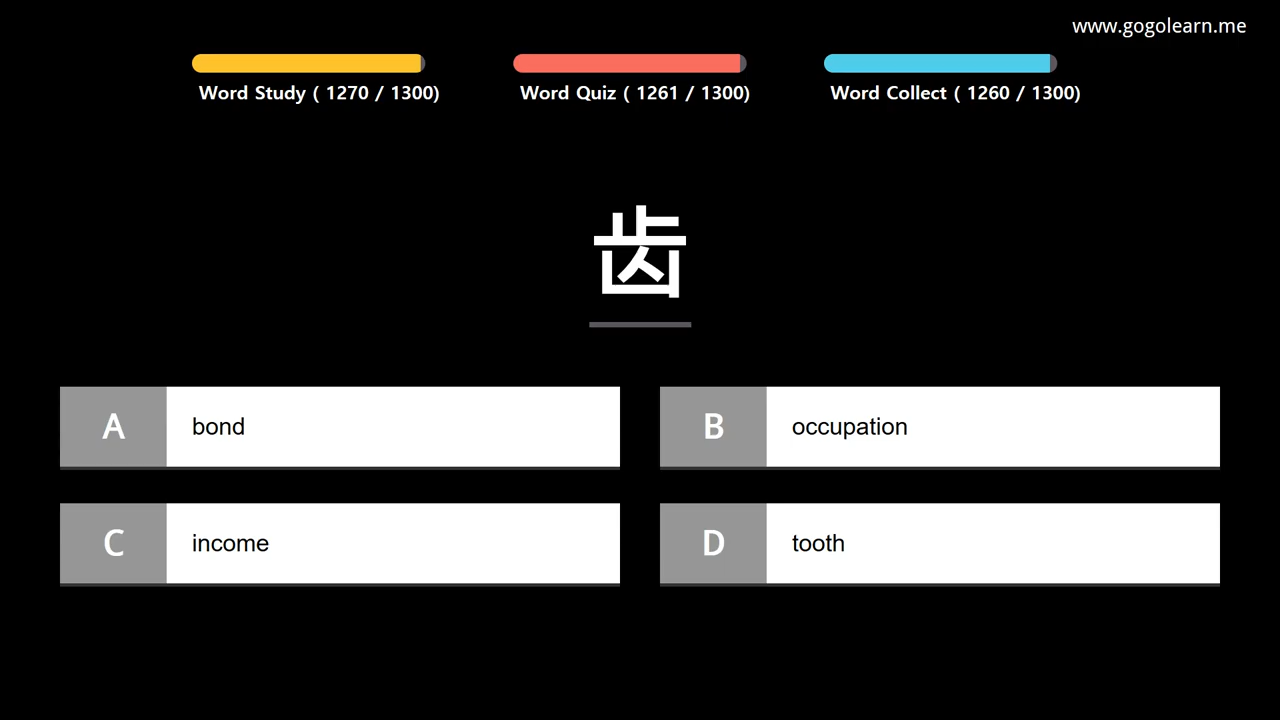 www.gogolearn.me
Word Study ( 1270 / 1300)
Word Quiz ( 1261 / 1300)
Word Collect ( 1260 / 1300)
齿
A bond
B occupation
C income
D tooth